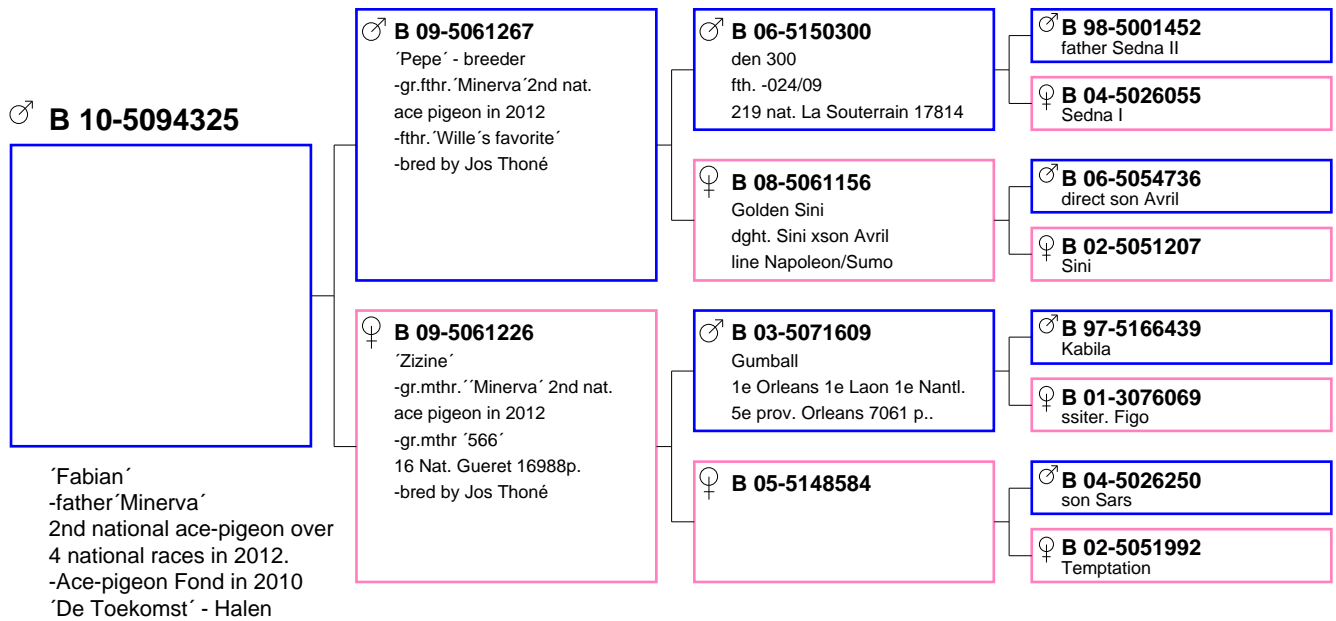 B 10-5094325
´Fabian´
-father´Minerva´
2nd national ace-pigeon over
4 national races in 2012.
-Ace-pigeon Fond in 2010
´De Toekomst´ - Halen
B 09-5061267
´Pepe´ - breeder
-gr.fthr.´Minerva´2nd nat.
ace pigeon in 2012
-fthr.´Wille´s favorite´
-bred by Jos Thoné
B 09-5061226
´Zizine´
-gr.mthr.´´Minerva´ 2nd nat.
ace pigeon in 2012
-gr.mthr ´566´
16 Nat. Gueret 16988p.
-bred by Jos Thoné
B 06-5150300
den 300
fth. -024/09
219 nat. La Souterrain 17814
B 08-5061156
Golden Sini
dght. Sini xson Avril
line Napoleon/Sumo
B 03-5071609
Gumball
1e Orleans 1e Laon 1e Nantl.
5e prov. Orleans 7061 p..
B 05-5148584
B 98-5001452
father Sedna II
B 04-5026055
Sedna I
B 06-5054736
direct son Avril
B 02-5051207
Sini
B 97-5166439
Kabila
B 01-3076069
ssiter. Figo
B 04-5026250
son Sars
B 02-5051992
Temptation